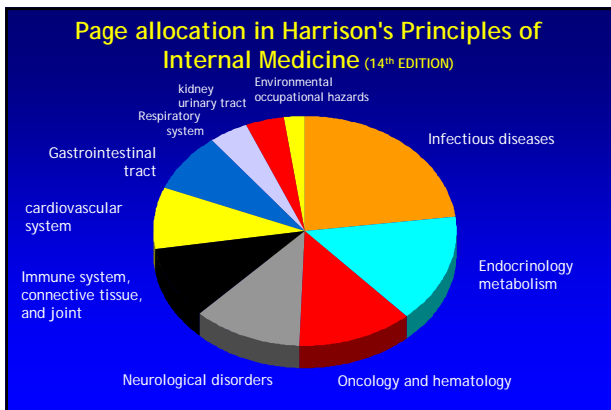 Page allocation in Harrison's Principles of
Internal Medicine (14th EDITION)
kidney
urinary tract
Environmental
occupational hazards
Respiratory
system
Infectious diseases
Gastrointestinal
tract
cardiovascular
system
Endocrinology
metabolism
Immune system,
connective tissue,
and joint
Neurological disorders
Oncology and hematology